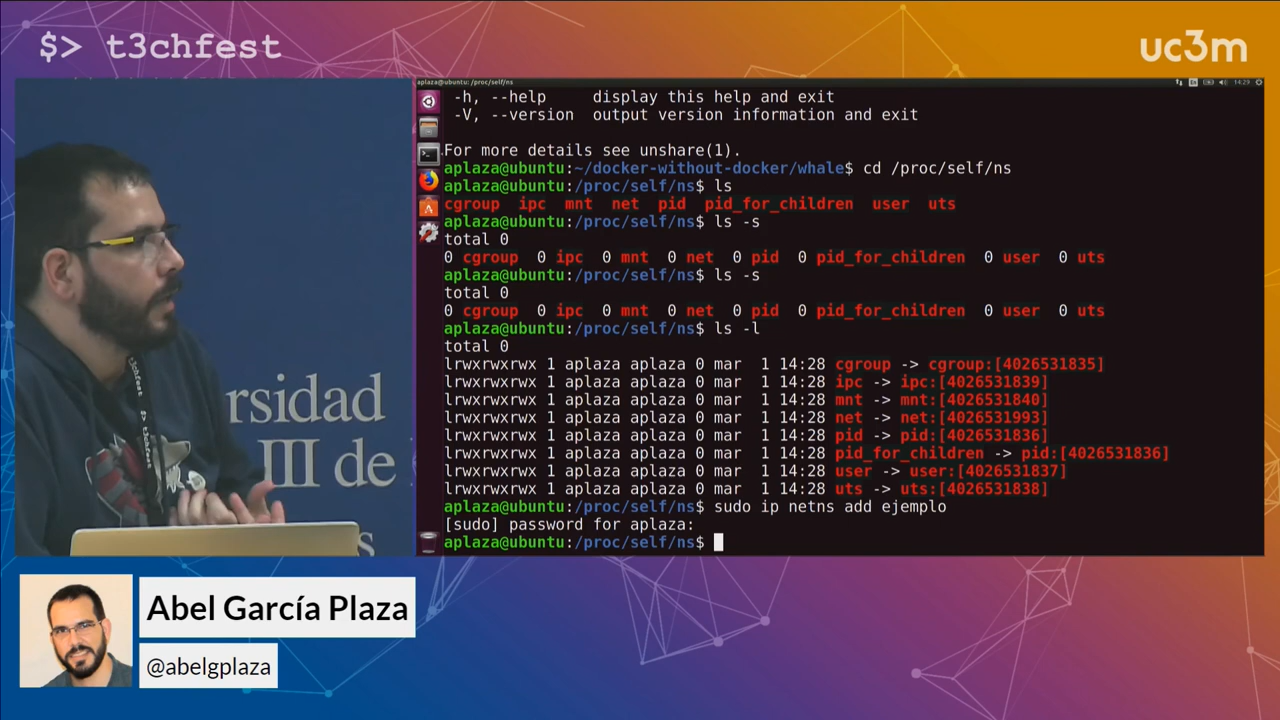 $> t3chfest
uc3m
aplaza@ubuntu: /proc/self/ns
14:29
-h, --help     display this help and exit
-V, --version  output version information and exit
For more details see unshare(1).
aplaza@ubuntu:~/docker-without-docker/whale$ cd /proc/self/ns
aplaza@ubuntu:/proc/self/ns$ ls
cgroup  ipc  mnt  net  pid  pid_for_children  user  uts
aplaza@ubuntu:/proc/self/ns$ ls -s
total 0
0 cgroup  0 ipc  0 mnt  0 net  0 pid  0 pid_for_children  0 user  0 uts
aplaza@ubuntu:/proc/self/ns$ ls -s
total 0
0 cgroup  0 ipc  0 mnt  0 net  0 pid  0 pid_for_children  0 user  0 uts
aplaza@ubuntu:/proc/self/ns$ ls -l
total 0
lrwxrwxrwx 1 aplaza aplaza 0 mar  1 14:28 cgroup -> cgroup:[4026531835]
lrwxrwxrwx 1 aplaza aplaza 0 mar  1 14:28 ipc -> ipc:[4026531839]
lrwxrwxrwx 1 aplaza aplaza 0 mar  1 14:28 mnt -> mnt:[4026531840]
lrwxrwxrwx 1 aplaza aplaza 0 mar  1 14:28 net -> net:[4026531993]
lrwxrwxrwx 1 aplaza aplaza 0 mar  1 14:28 pid -> pid:[4026531836]
lrwxrwxrwx 1 aplaza aplaza 0 mar  1 14:28 pid_for_children -> pid:[4026531836]
lrwxrwxrwx 1 aplaza aplaza 0 mar  1 14:28 user -> user:[4026531837]
lrwxrwxrwx 1 aplaza aplaza 0 mar  1 14:28 uts -> uts:[4026531838]
aplaza@ubuntu:/proc/self/ns$ sudo ip netns add ejemplo
[sudo] password for aplaza:
aplaza@ubuntu:/proc/self/ns$
rsidad
III de
s
t3chfest
$> t3chfest
Abel García Plaza
@abelgplaza